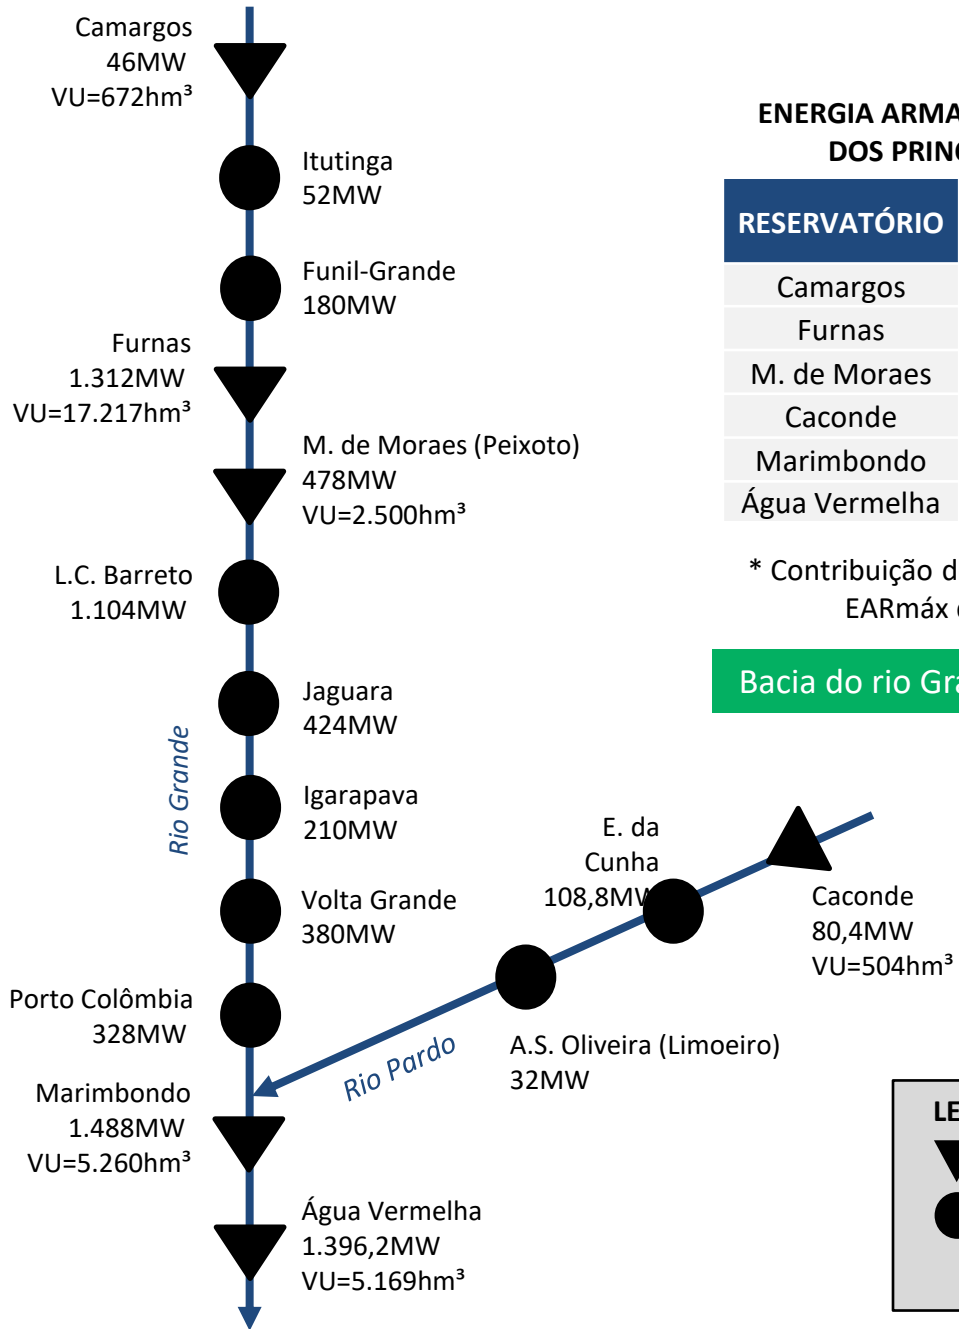 Camargos
46MW
VU=672hm³
Itutinga
52MW
Funil-Grande
180MW
Furnas
1.312MW
VU=17.217hm³
M. de Moraes (Peixoto)
478MW
VU=2.500hm³
L.C. Barreto
1.104MW
Jaguara
424MW
Rio Grande
Igarapava
210MW
Volta Grande
380MW
Porto Colômbia
328MW
Marimbondo
1.488MW
VU=5.260hm³
Água Vermelha
1.396,2MW
VU=5.169hm³
E. da
Cunha
108,8MW
Caconde
80,4MW
VU=504hm³
A.S. Oliveira (Limoeiro)
32MW
Rio Pardo
ENERGIA ARMA
DOS PRIN
RESERVATÓRIO
Camargos
Furnas
M. de Moraes
Caconde
Marimbondo
Água Vermelha
* Contribuição d
EARmáx
Bacia do rio Gra
LE